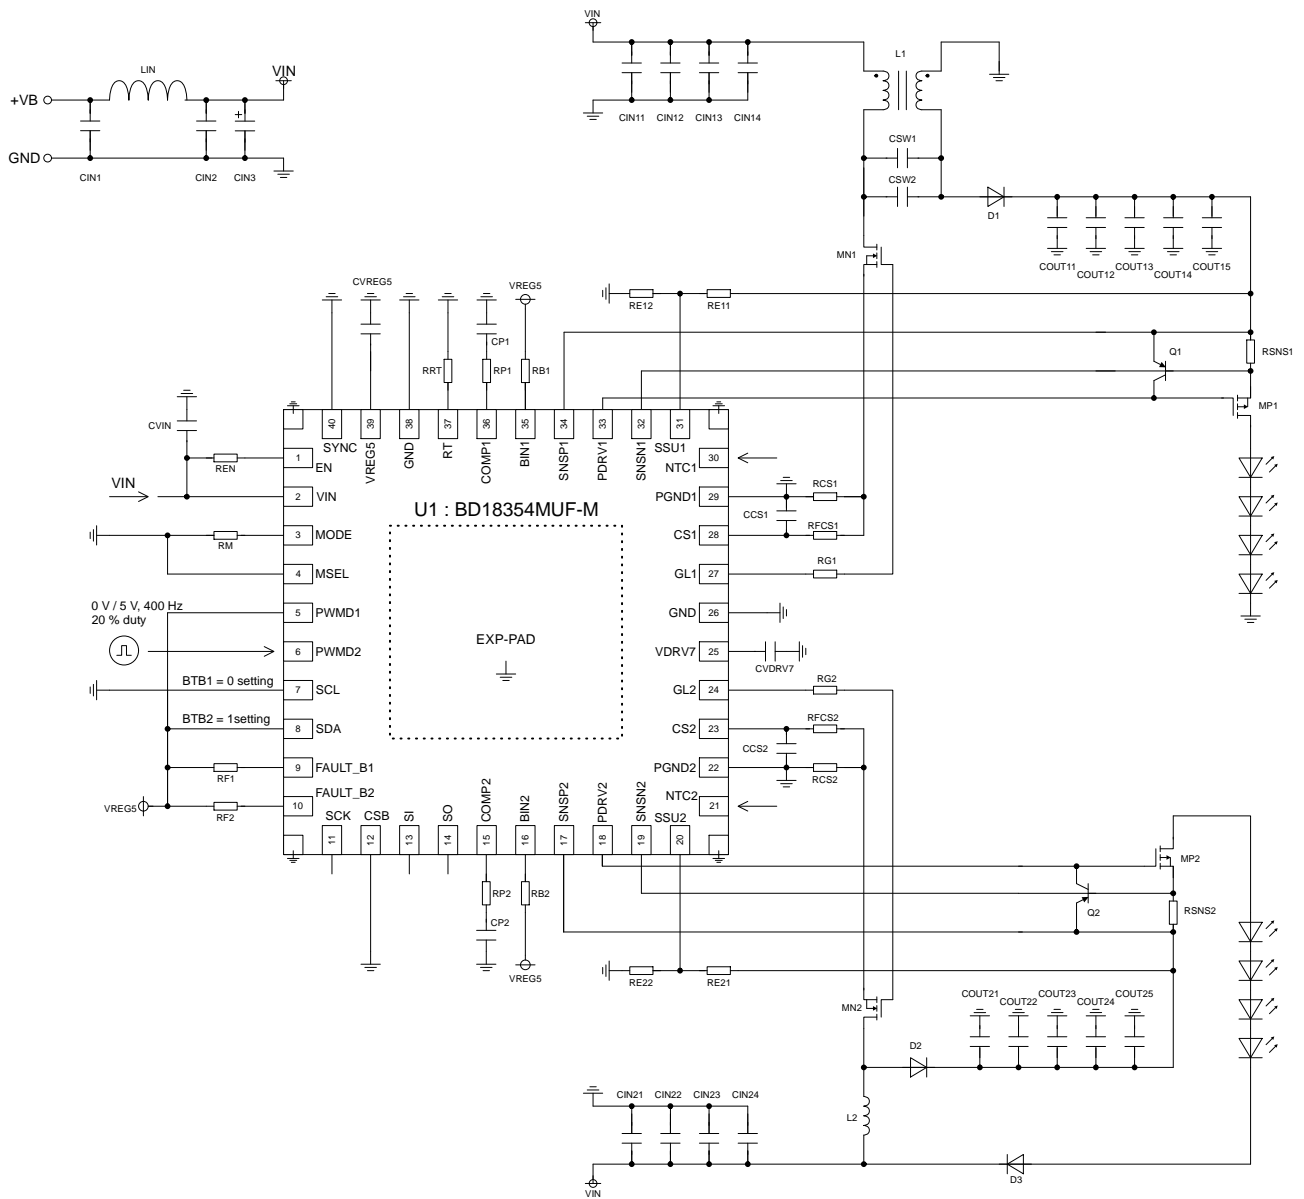 VIN
L1
LIN
VIN
+VB
GND
CIN1
CIN2
+
CIN3
CIN11
CIN12
CIN13
CIN14
CSW1
CSW2
D1
COUT11
COUT12
COUT13
COUT14
COUT15
MN1
RE12
RE11
CVREG5
VREG5
CP1
RRT
RP1
RB1
Q1
RSNS1
MP1
CVIN
REN
VIN
40
39
38
37
36
35
34
33
32
31
SYNC
VREG5
GND
RT
COMP1
BIN1
SNSP1
PDRV1
SNSN1
SSU1
1
EN
2
VIN
3
MODE
RM
4
MSEL
0 V / 5 V, 400 Hz
20 % duty
5
PWMD1
6
PWMD2
BTB1 = 0 setting
7
SCL
BTB2 = 1setting
8
SDA
9
FAULT_B1
RF1
10
FAULT_B2
VREG5
RF2
U1 : BD18354MUF-M
EXP-PAD
NTC1
30
PGND1
29
RCS1
CCS1
CS1
28
RFCS1
GL1
27
RG1
GND
26
VDRV7
25
CVDRV7
GL2
24
RG2
CS2
23
RFCS2
CCS2
PGND2
22
RCS2
NTC2
21
SCK
CSB
SI
SO
COMP2
BIN2
SNSP2
PDRV2
SNSN2
SSU2
11
12
13
14
15
16
17
18
19
20
RP2
RB2
CP2
VREG5
MP2
Q2
RSNS2
RE22
RE21
MN2
COUT21
COUT22
COUT23
COUT24
COUT25
D2
CIN21
CIN22
CIN23
CIN24
L2
D3
VIN